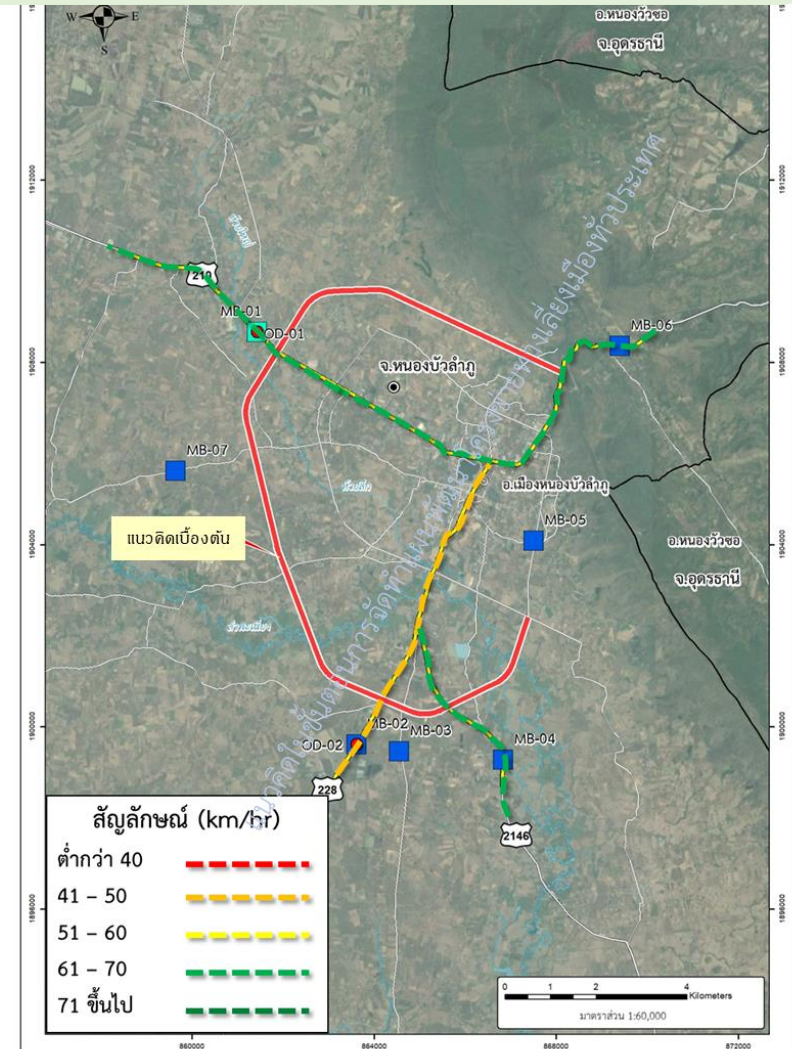 W E
S
อ.หนองวัวซอ
จ.อุดรธานี
1912000
1912000
219
MB-01
OD-01
MB-06
1908000
1908000
จ.หนองบัวลำภู
MB-07
อ.เมืองหนองบัวลำภู
MB-05
แนวคิดเบื้องต้น
1904000
1904000
อ.หนองวัวซอ
จ.อุดรธานี
1900000
1900000
OD-02
MB-02
MB-03
MB-04
228
2146
สัญลักษณ์ (km/hr)
ต่ำกว่า 40
41 – 50
51 – 60
61 – 70
71 ขึ้นไป
1896000
1896000
0 1 2 4
Kilometers
มาตราส่วน 1:60,000
860000 864000 868000 872000